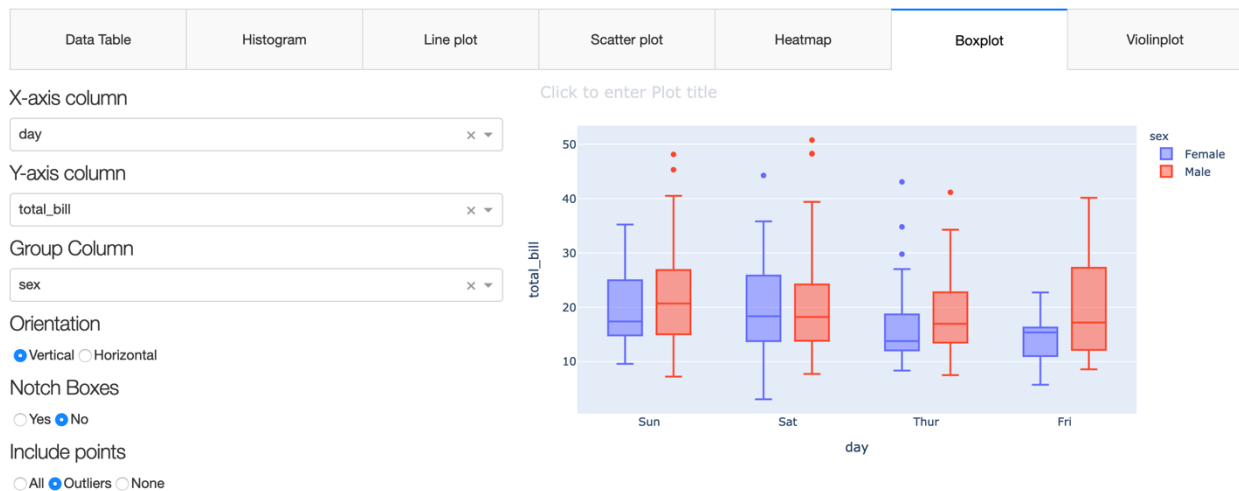 Data Table
Histogram
Line plot
Scatter plot
Heatmap
Boxplot
Violinplot
X-axis column
day
Y-axis column
total_bill
Group Column
sex
Orientation
Vertical Horizontal
Notch Boxes
Yes No
Include points
All Outliers None
Click to enter Plot title
50
40
30
20
10
total_bill
Sun
Sat
Thur
Fri
day
sex
Female
Male